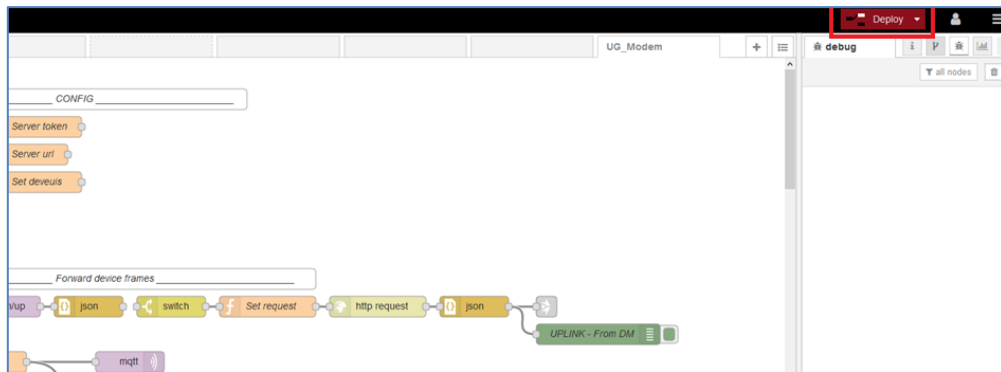 Deploy
UG_Modem
debug
all nodes
CONFIG
Server token
Server url
Set deveuis
Forward device frames
/up
json
switch
Set request
http request
json
UPLINK - From DM
mqtt